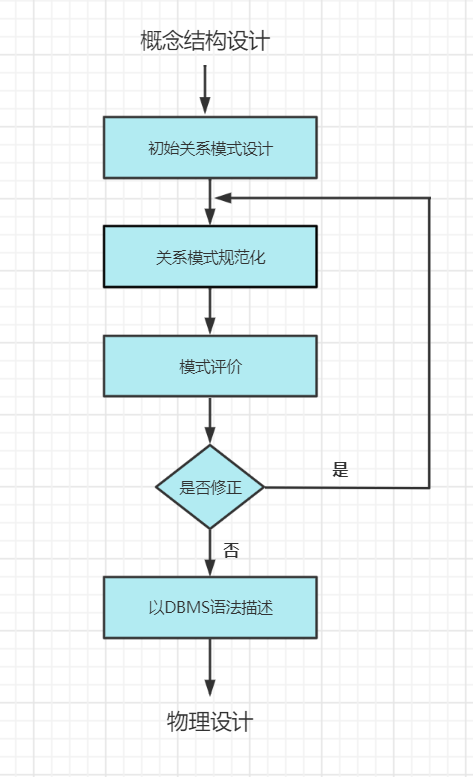 概念结构设计
初始关系模式设计
关系模式规范化
模式评价
是否修正
是
否
以DBMS语法描述
物理设计